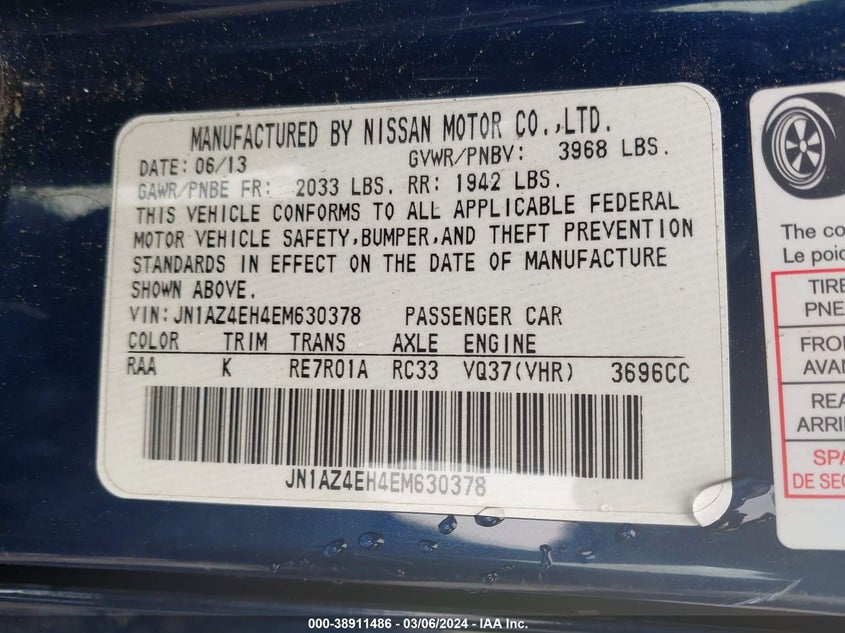 MANUFACTURED BY NISSAN MOTOR CO.,LTD.
DATE: 06/13 GVWR/PNBV: 3968 LBS.
GAWR/PNBE FR: 2033 LBS. RR: 1942 LBS.
THIS VEHICLE CONFORMS TO ALL APPLICABLE FEDERAL
MOTOR VEHICLE SAFETY,BUMPER,AND THEFT PREVENTION
STANDARDS IN EFFECT ON THE DATE OF MANUFACTURE
SHOWN ABOVE.
VIN: JN1AZ4EH4EM630378 PASSENGER CAR
COLOR TRIM TRANS AXLE ENGINE
RAA K RE7R01A RC33 VQ37(VHR) 3696CC
JN1AZ4EH4EM630378
The co
Le poid
TIRE
PNE
FRO
AVAN
REA
ARRI
SPA
DE SEC
000-38911486 - 03/06/2024 - IAA Inc.